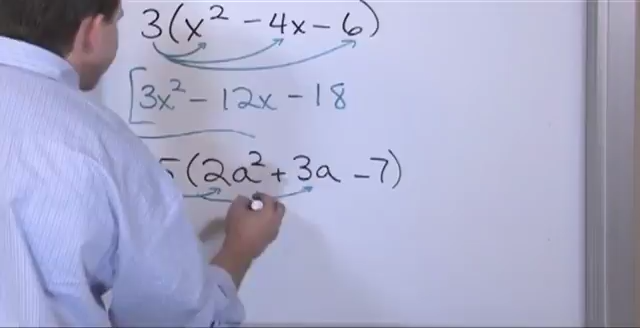 3(x² - 4x - 6)
3x² - 12x - 18
5(2a² + 3a - 7)